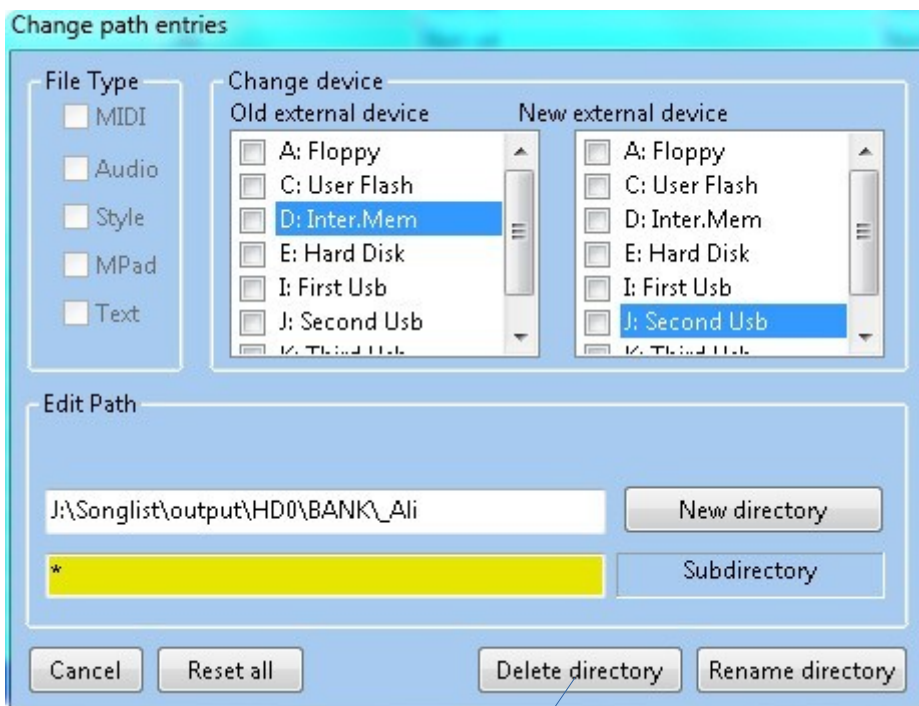 Change path entries
File Type
MIDI
Audio
Style
MPad
Text
Change device
Old external device
A: Floppy
C: User Flash
D: Inter.Mem
E: Hard Disk
I: First Usb
J: Second Usb
New external device
A: Floppy
C: User Flash
D: Inter.Mem
E: Hard Disk
I: First Usb
J: Second Usb
Edit Path
J:\Songlist\output\HD0\BANK\_Ali
New directory
*
Subdirectory
Cancel
Reset all
Delete directory
Rename directory